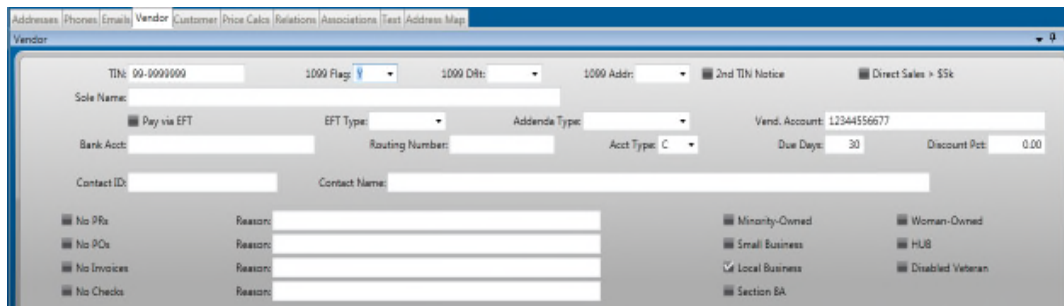 Addresses Phones Emails Vendor Customer Price Calcs Relations Associations Text Address Map
Vendor
TIN: 99-9999999 1099 Flag: Y 1099 Dflt: 1099 Addr: 2nd TIN Notice Direct Sales > $5k
Sole Name:
Pay via EFT EFT Type: Addenda Type: Vend. Account: 12344556677
Bank Acct: Routing Number: Acct Type: C Due Days: 30 Discount Pct: 0.00
Contact ID: Contact Name:
No PRs Reason: Minority-Owned Woman-Owned
No POs Reason: Small Business HUB
No Invoices Reason: Local Business Disabled Veteran
No Checks Reason: Section 8A